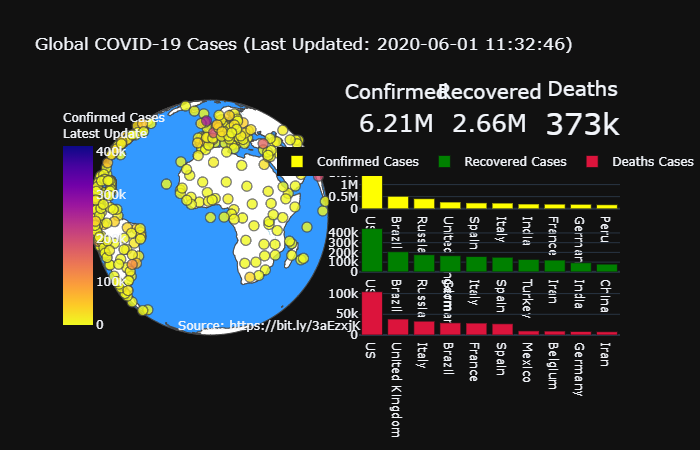 Global COVID-19 Cases (Last Updated: 2020-06-01 11:32:46)
Confirmed
Recovered
Deaths
6.21M
2.66M
373k
Confirmed Cases
Latest Update
400k
300k
200k
100k
0
Confirmed Cases
Recovered Cases
Deaths Cases
1M
0.5M
0
US
Brazil
Russia
United
Spain
Italy
India
France
Germany
Peru
400k
300k
200k
100k
0
US
Brazil
Russia
Germany
Italy
Spain
Turkey
Iran
India
China
100k
50k
0
US
United Kingdom
Italy
Brazil
France
Spain
Mexico
Belgium
Germany
Iran
Source: https://bit.ly/3aEzxjK